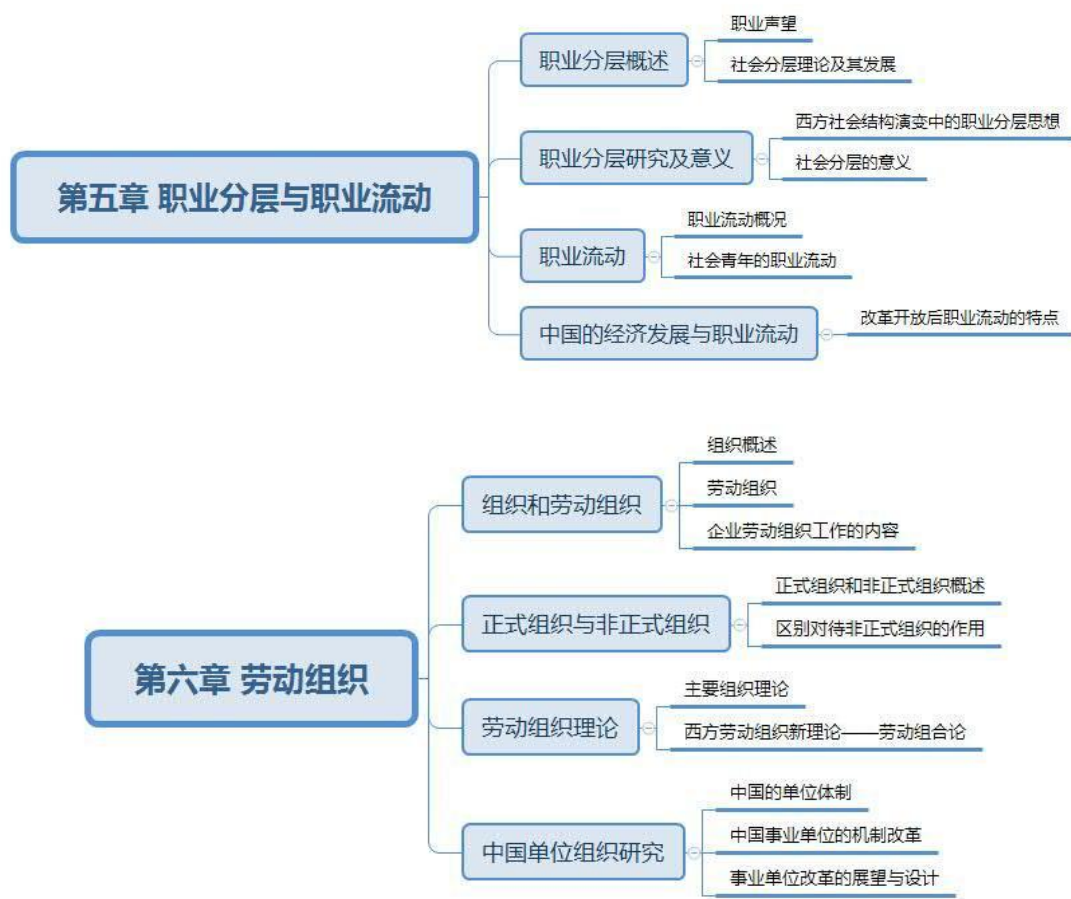 第五章 职业分层与职业流动
职业分层概述
职业声望
社会分层理论及其发展
职业分层研究及意义
西方社会结构演变中的职业分层思想
社会分层的意义
职业流动
职业流动概况
社会青年的职业流动
中国的经济发展与职业流动
改革开放后职业流动的特点
第六章 劳动组织
组织和劳动组织
组织概述
劳动组织
企业劳动组织工作的内容
正式组织与非正式组织
正式组织和非正式组织概述
区别对待非正式组织的作用
劳动组织理论
主要组织理论
西方劳动组织新理论——劳动组合论
中国单位组织研究
中国的单位体制
中国事业单位的机制改革
事业单位改革的展望与设计